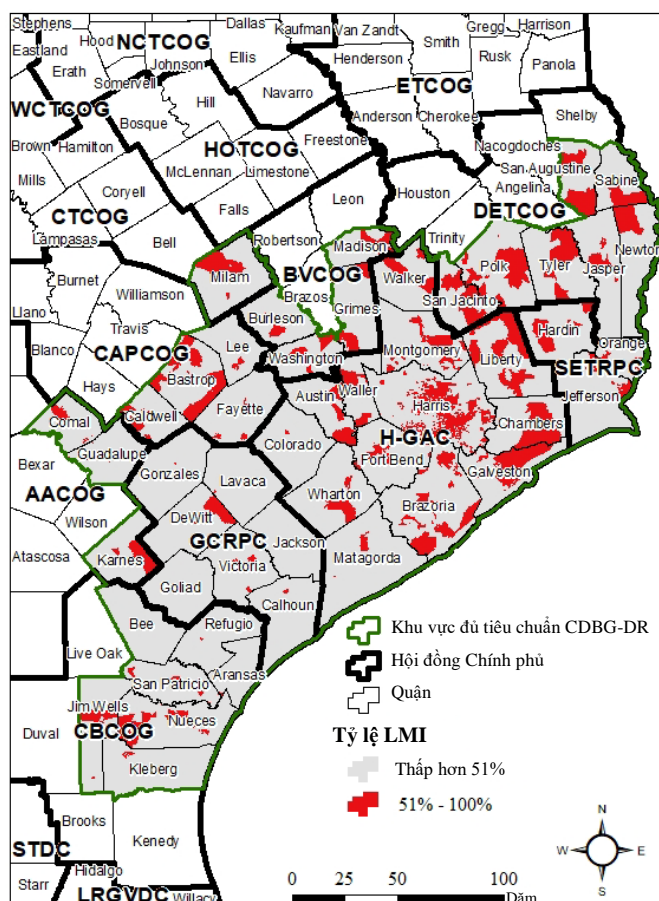 Stephens
Hood
NCTCOG
Dallas
Kaufman
Van Zandt
Gregg
Harrison
Eastland
Johnson
Ellis
Smith
Erath
Henderson
Rusk
Somervell
Panola
Navarro
ETCOG
Hill
WCTCOG
Bosque
Anderson
Cherokee
Shelby
Brown
Hamilton
HOTCOG
Freestone
Nacogdoches
Mills
McLennan
Limestone
San Augustine
Sabine
Coryell
Leon
Houston
Angelina
CTCOG
Falls
DETCOG
Lampasas
Bell
Robertson
Madison
Trinity
Newton
Burnet
Milam
BVCOG
Walker
Polk
Tyler
Jasper
Williamson
Brazos
Grimes
San Jacinto
Llano
Travis
Burleson
Hardin
Blanco
CAPCOG
Lee
Washington
Montgomery
Liberty
Orange
Hays
Bastrop
Austin
Waller
SETRPC
Jefferson
Comal
Caldwell
Fayette
Harris
Chambers
Guadalupe
Colorado
H-GAC
Bexar
Gonzales
Fort Bend
Galveston
AACOG
Lavaca
Wilson
DeWitt
Wharton
Brazoria
Atascosa
Karnes
GCRPC
Jackson
Matagorda
Victoria
Goliad
Calhoun
Bee
Refugio
Live Oak
Aransas
San Patricio
Jim Wells
Nueces
Duval
CBCOG
Kleberg
Brooks
Kenedy
STDC
Hidalgo
Starr
LRGVDC
Willacy
Khu vực đủ tiêu chuẩn CDBG-DR
Hội đồng Chính phủ
Quận
Tỷ lệ LMI
Thấp hơn 51%
51% - 100%
N
W
E
S
0 25 50 100
Dặm